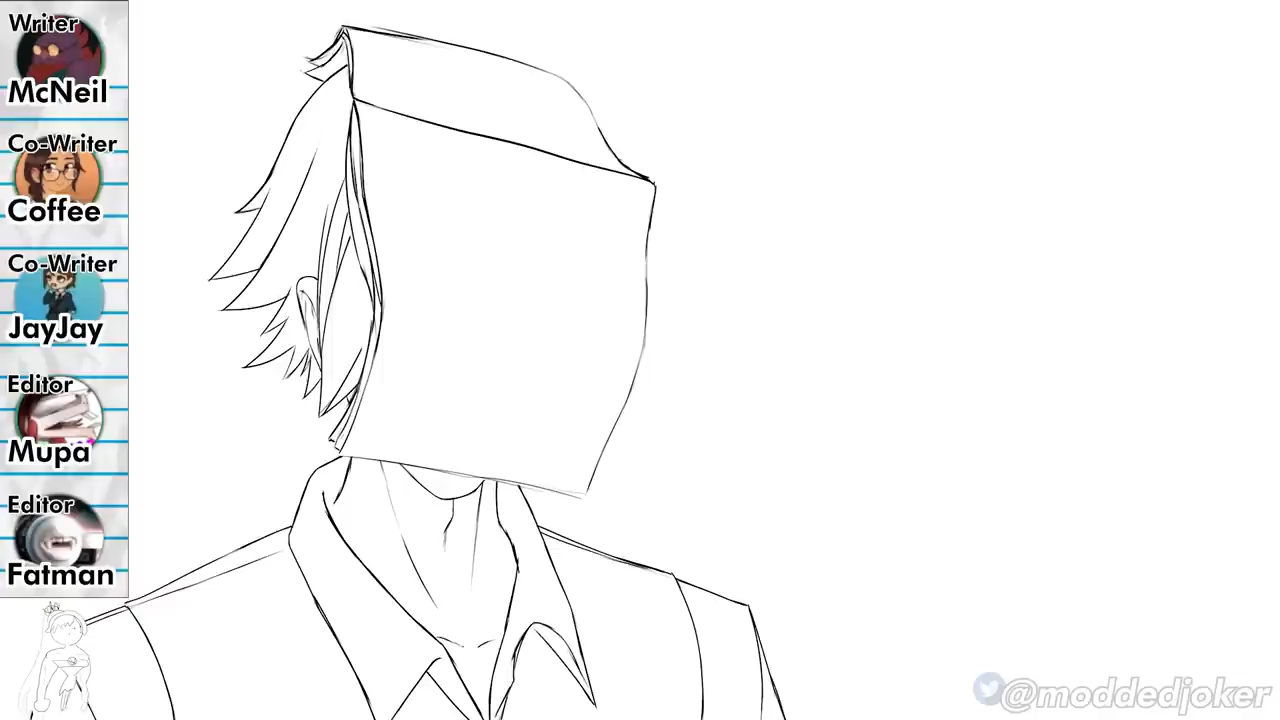 Writer
McNeil
Co-Writer
Coffee
Co-Writer
JayJay
Editor
Mupa
Editor
Fatman
@moddedjoker